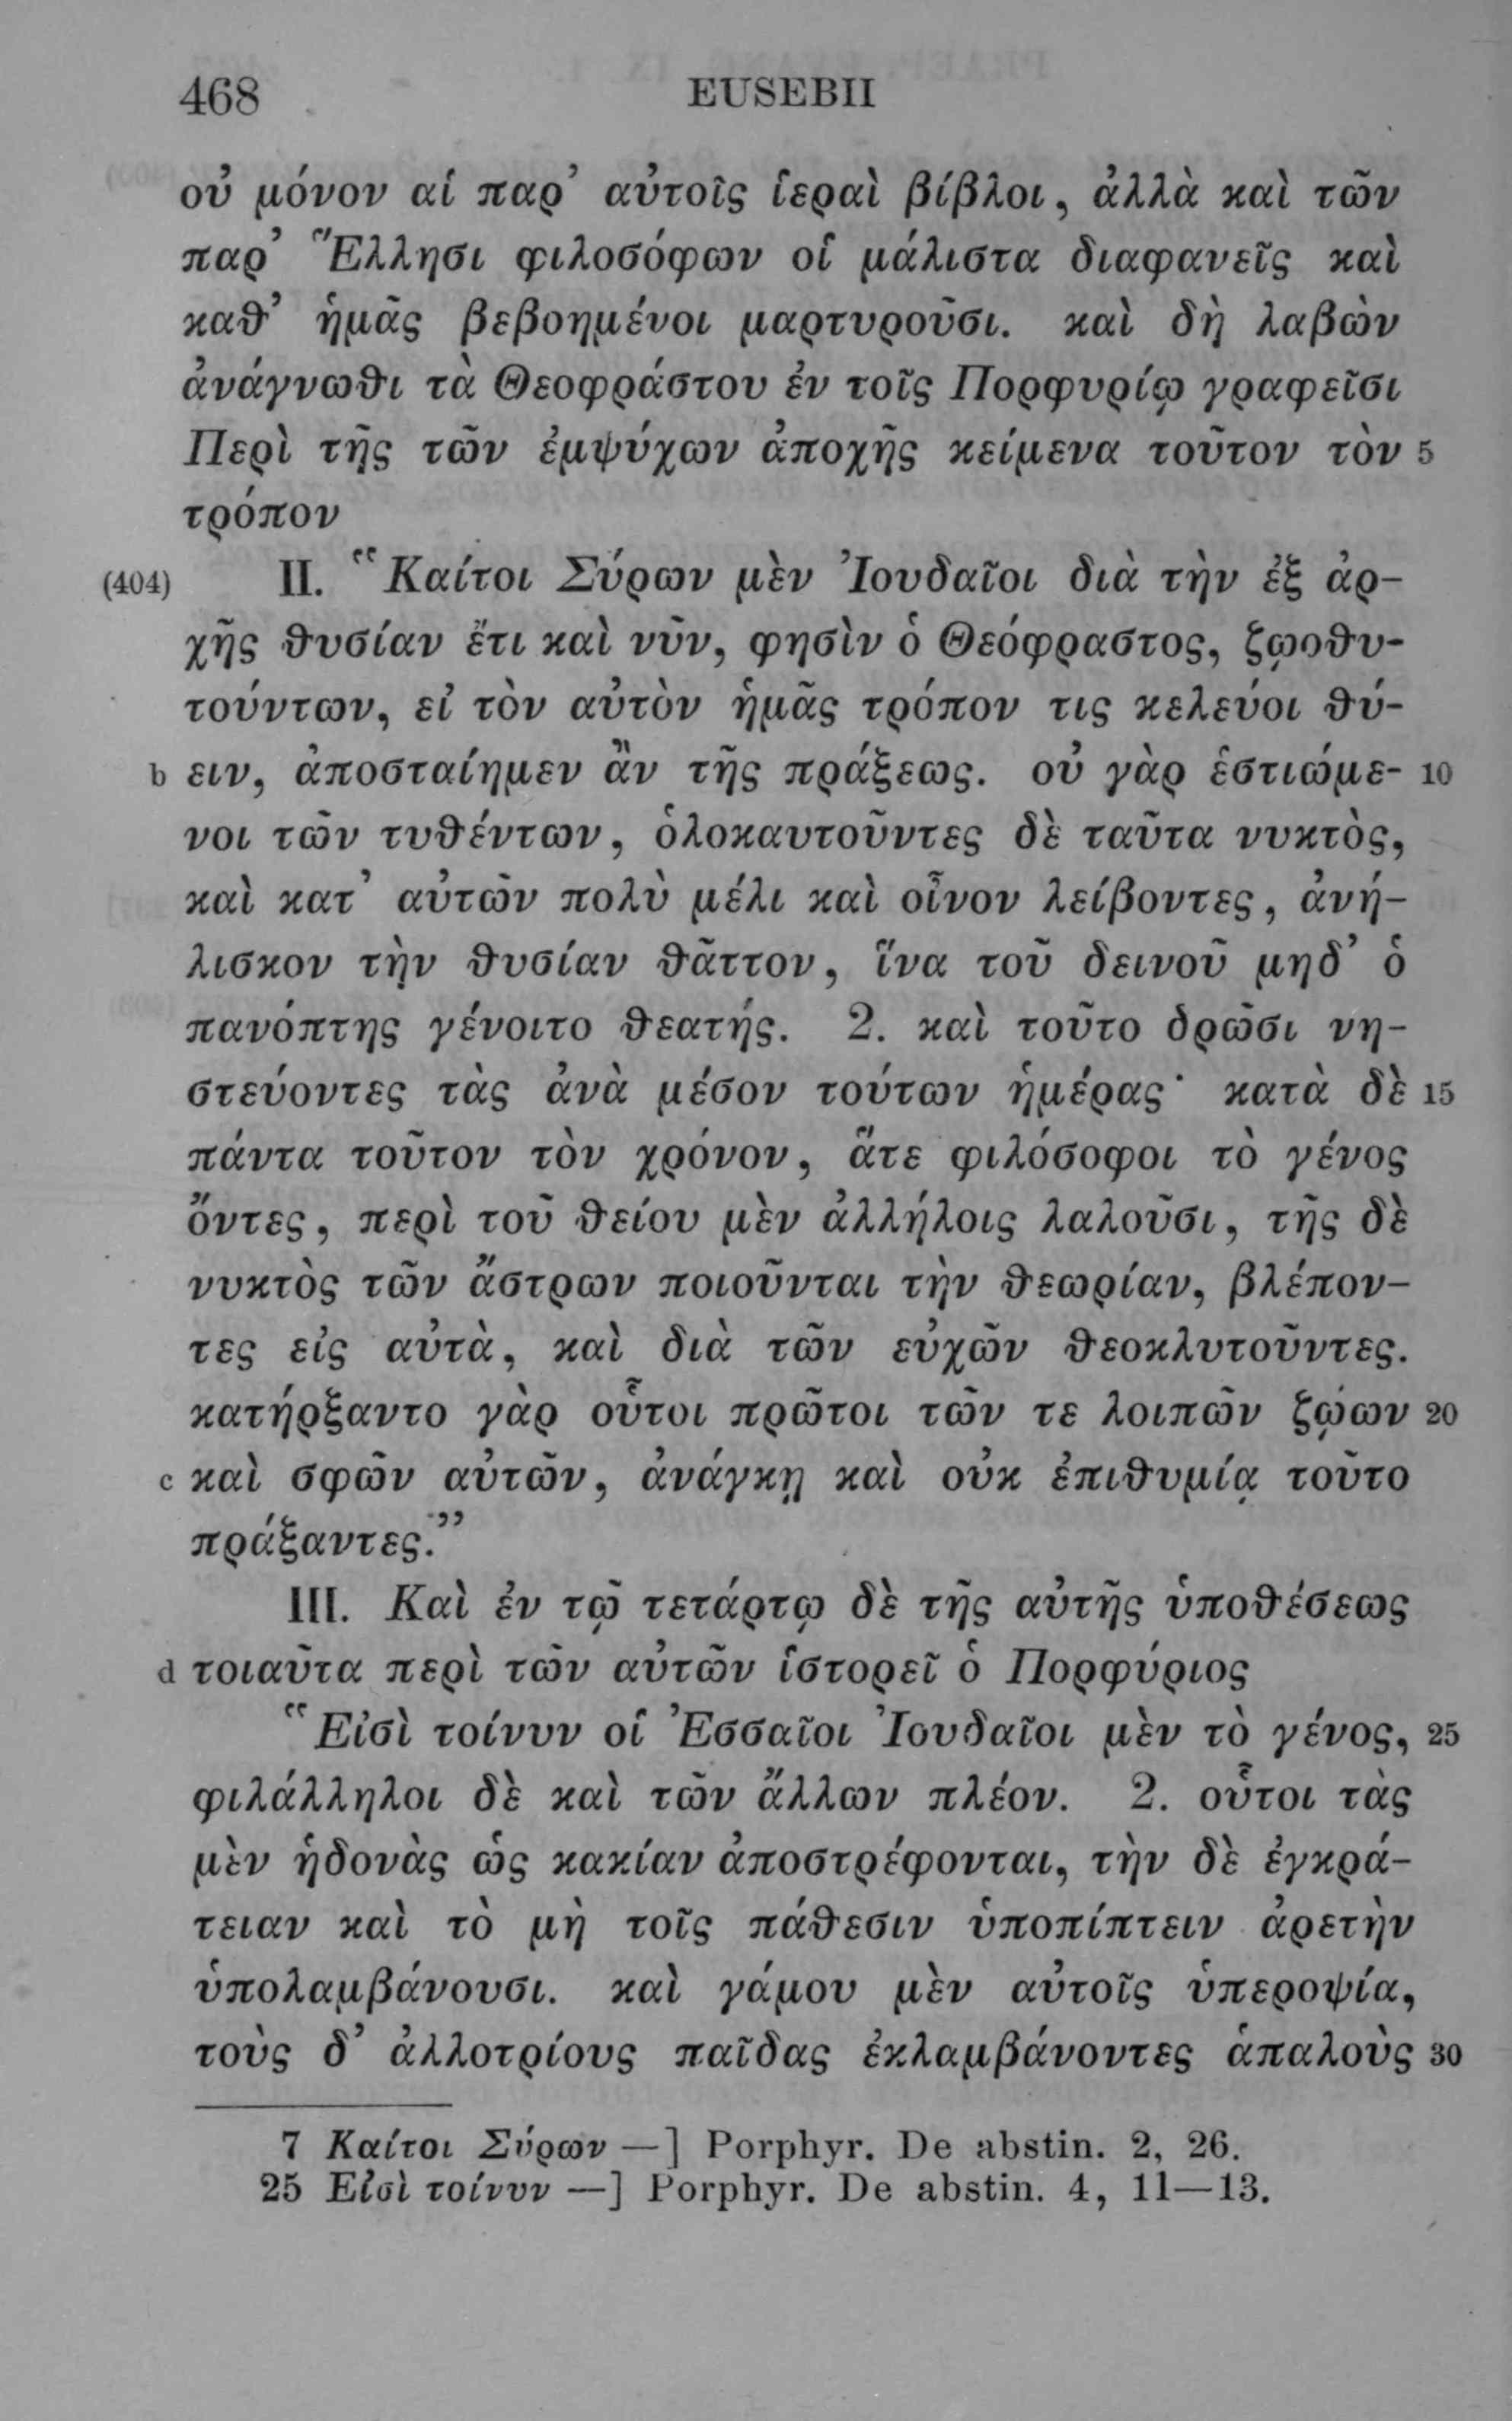 468 EUSEBII
οὐ μόνον αἱ παρ’ αὐτοῖς ἱεραὶ βίβλοι, ἀλλὰ καὶ τῶν
παρ’ Ἕλλησι φιλοσόφων οἱ μάλιστα διαφανεῖς καὶ
καθ’ ἡμᾶς βεβοημένοι μαρτυροῦσι. καὶ δὴ λαβὼν
ἀνάγνωθι τὰ Θεοφράστου ἐν τοῖς Πορφυρίῳ γραφεῖσι
Περὶ τῆς τῶν ἐμψύχων ἀποχῆς κείμενα τοῦτον τὸν 5
τρόπον
(404) II. “Καίτοι Σύρων μὲν Ἰουδαῖοι διὰ τὴν ἐξ ἀρ-
χῆς θυσίαν ἔτι καὶ νῦν, φησὶν ὁ Θεόφραστος, ζῳοθυ-
τούντων, εἰ τὸν αὐτὸν ἡμᾶς τρόπον τις κελεύοι θύ-
b ειν, ἀποσταίημεν ἂν τῆς πράξεως. οὐ γὰρ ἑστιώμε- 10
νοι τῶν τυθέντων, ὁλοκαυτοῦντες δὲ ταῦτα νυκτὸς,
καὶ κατ’ αὐτῶν πολὺ μέλι καὶ οἶνον λείβοντες, ἀνή-
λισκον τὴν θυσίαν θᾶττον, ἵνα τοῦ δεινοῦ μηδ’ ὁ
πανόπτης γένοιτο θεατής. 2. καὶ τοῦτο δρῶσι νη-
στεύοντες τὰς ἀνὰ μέσον τούτων ἡμέρας· κατὰ δὲ 15
πάντα τοῦτον τὸν χρόνον, ἅτε φιλόσοφοι τὸ γένος
ὄντες, περὶ τοῦ θείου μὲν ἀλλήλοις λαλοῦσι, τῆς δὲ
νυκτὸς τῶν ἄστρων ποιοῦνται τὴν θεωρίαν, βλέπον-
τες εἰς αὐτὰ, καὶ διὰ τῶν εὐχῶν θεοκλυτοῦντες.
κατήρξαντο γὰρ οὗτοι πρῶτοι τῶν τε λοιπῶν ζῴων 20
c καὶ σφῶν αὐτῶν, ἀνάγκῃ καὶ οὐκ ἐπιθυμίᾳ τοῦτο
πράξαντες.”
III. Καὶ ἐν τῷ τετάρτῳ δὲ τῆς αὐτῆς ὑποθέσεως
d τοιαῦτα περὶ τῶν αὐτῶν ἱστορεῖ ὁ Πορφύριος
“Εἰσὶ τοίνυν οἱ Ἐσσαῖοι Ἰουδαῖοι μὲν τὸ γένος, 25
φιλάλληλοι δὲ καὶ τῶν ἄλλων πλέον. 2. οὗτοι τὰς
μὲν ἡδονὰς ὡς κακίαν ἀποστρέφονται, τὴν δὲ ἐγκρά-
τειαν καὶ τὸ μὴ τοῖς πάθεσιν ὑποπίπτειν ἀρετὴν
ὑπολαμβάνουσι. καὶ γάμου μὲν αὐτοῖς ὑπεροψία,
τοὺς δ’ ἀλλοτρίους παῖδας ἐκλαμβάνοντες ἁπαλοὺς 30
7 Καίτοι Σύρων —] Porphyr. De abstin. 2, 26.
25 Εἰσὶ τοίνυν —] Porphyr. De abstin. 4, 11—13.